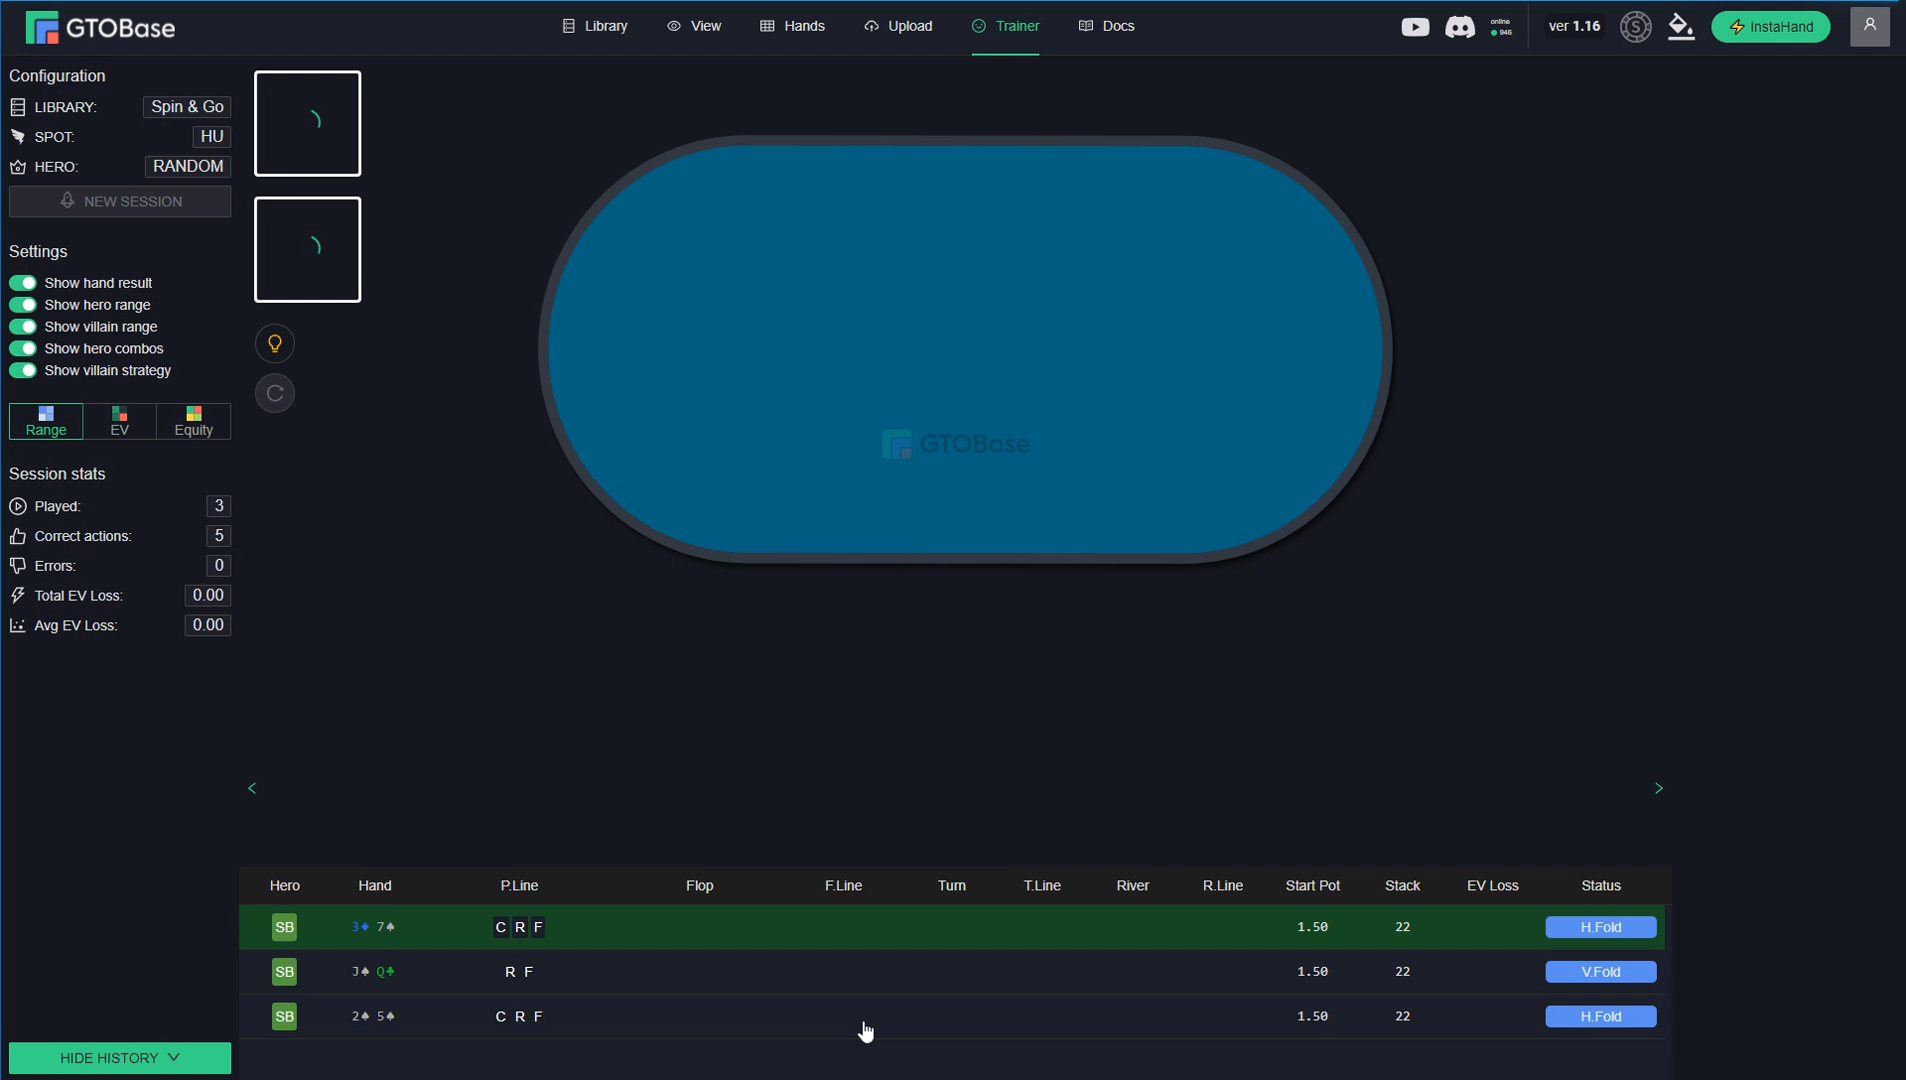 GTOBase
Library View Hands Upload Trainer Docs
online
946
ver 1.16
InstaHand
Configuration
LIBRARY: Spin & Go
SPOT: HU
HERO: RANDOM
NEW SESSION
Settings
Show hand result
Show hero range
Show villain range
Show hero combos
Show villain strategy
Range EV Equity
Session stats
Played: 3
Correct actions: 5
Errors: 0
Total EV Loss: 0.00
Avg EV Loss: 0.00
GTOBase
Hero Hand P.Line Flop F.Line Turn T.Line River R.Line Start Pot Stack EV Loss Status
SB 3♦ 7♠ C R F 1.50 22 H.Fold
SB J♠ Q♣ R F 1.50 22 V.Fold
SB 2♠ 5♠ C R F 1.50 22 H.Fold
HIDE HISTORY